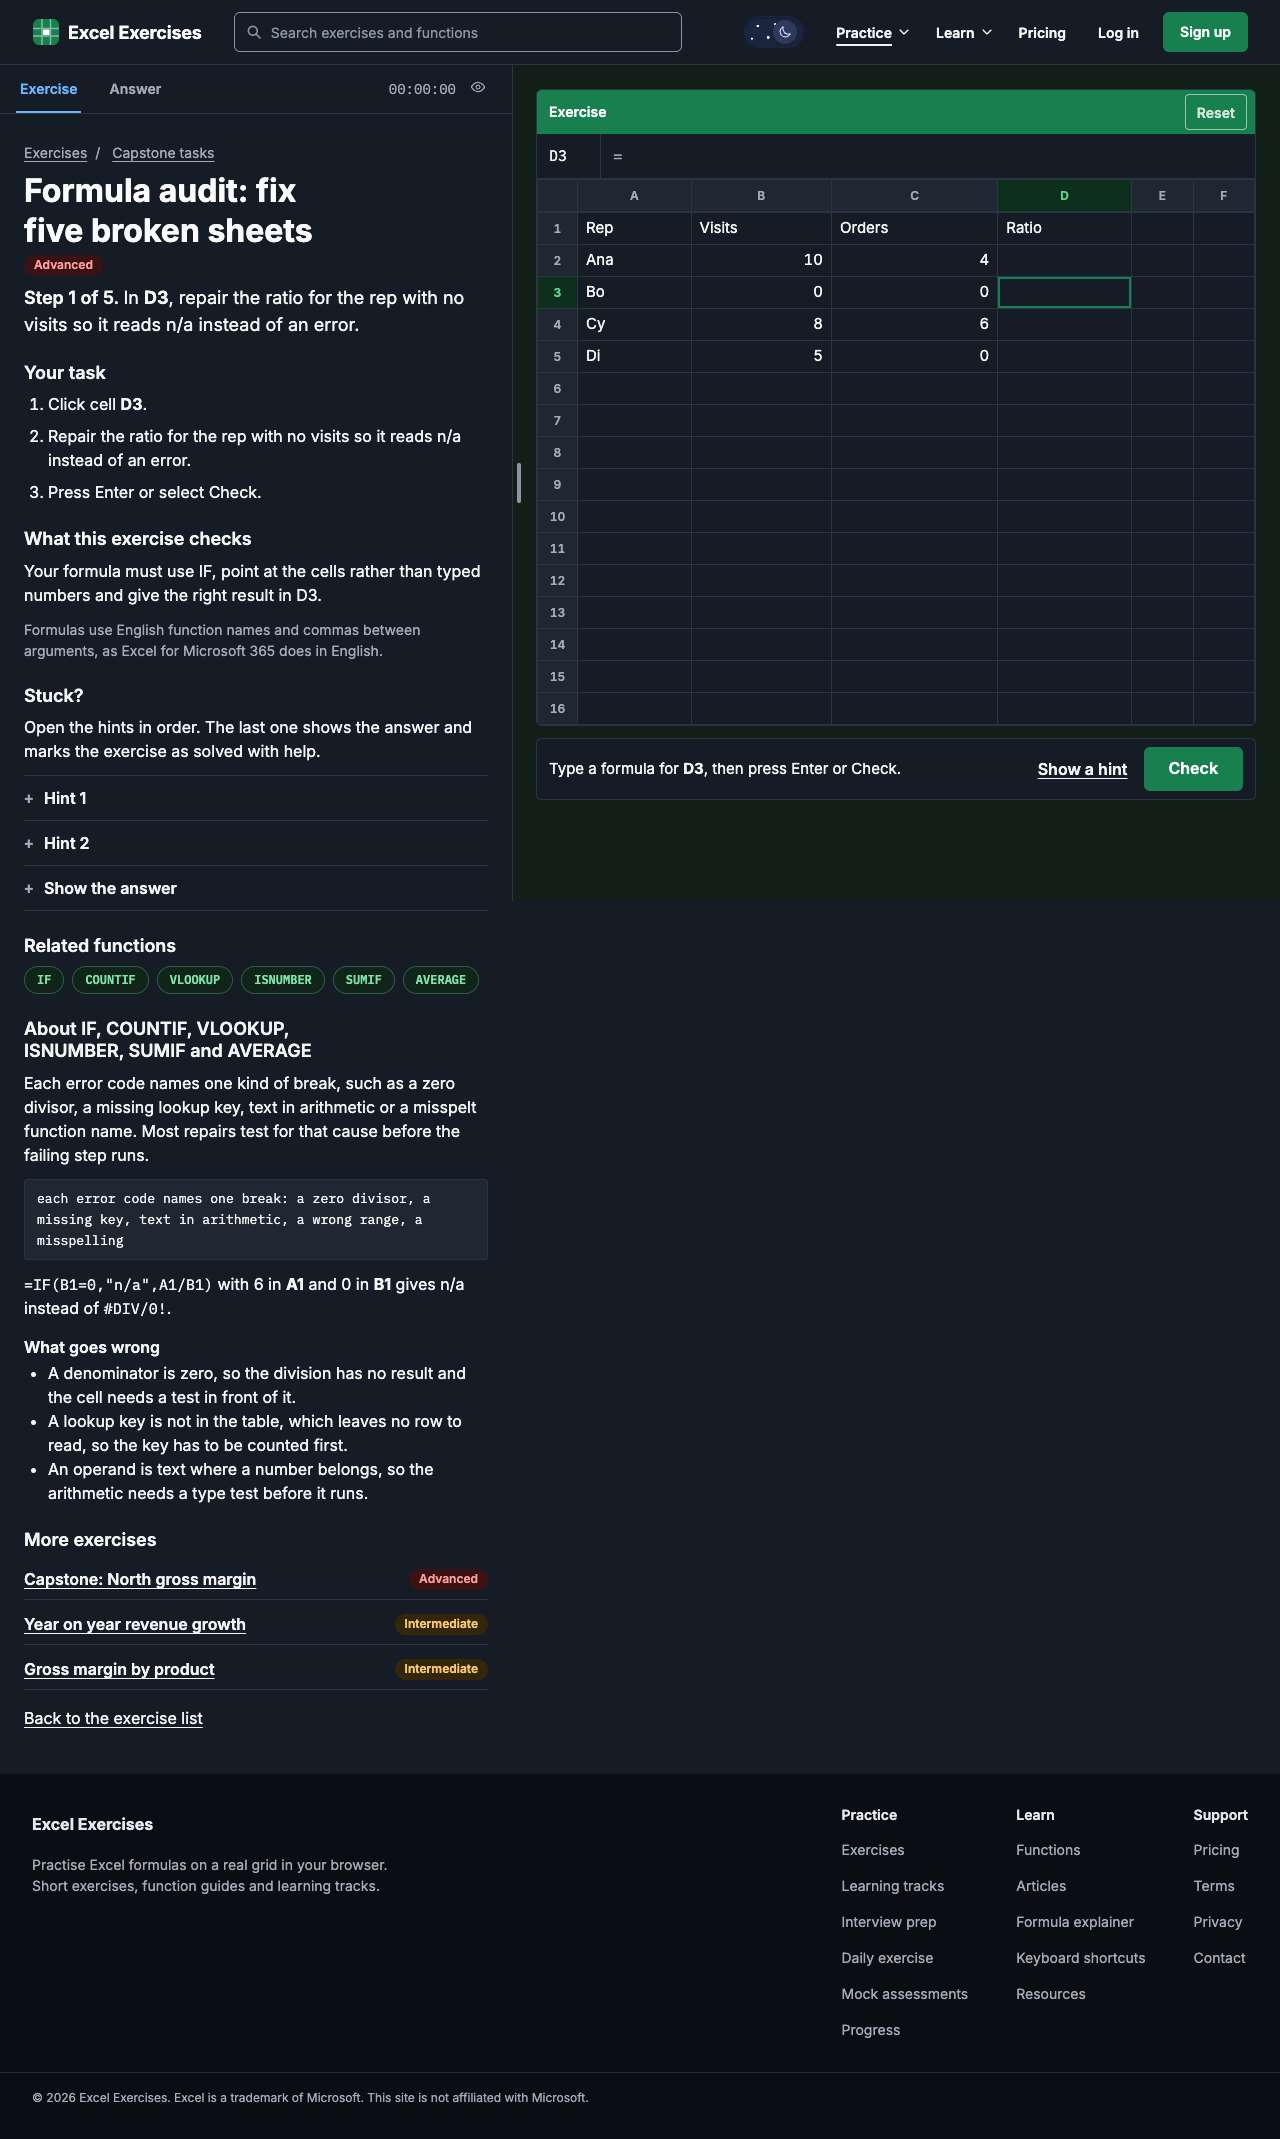 Excel Exercises
Search exercises and functions
Practice
Learn
Pricing
Log in
Sign up
Exercise
Answer
00:00:00
Exercises / Capstone tasks
Formula audit: fix
five broken sheets
Advanced
Step 1 of 5. In D3, repair the ratio for the rep with no
visits so it reads n/a instead of an error.
Your task
1. Click cell D3.
2. Repair the ratio for the rep with no visits so it reads n/a
instead of an error.
3. Press Enter or select Check.
What this exercise checks
Your formula must use IF, point at the cells rather than typed
numbers and give the right result in D3.
Formulas use English function names and commas between
arguments, as Excel for Microsoft 365 does in English.
Stuck?
Open the hints in order. The last one shows the answer and
marks the exercise as solved with help.
+ Hint 1
+ Hint 2
+ Show the answer
Related functions
IF COUNTIF VLOOKUP ISNUMBER SUMIF AVERAGE
About IF, COUNTIF, VLOOKUP,
ISNUMBER, SUMIF and AVERAGE
Each error code names one kind of break, such as a zero
divisor, a missing lookup key, text in arithmetic or a misspelt
function name. Most repairs test for that cause before the
failing step runs.
each error code names one break: a zero divisor, a
missing key, text in arithmetic, a wrong range, a
misspelling
=IF(B1=0,"n/a",A1/B1) with 6 in A1 and 0 in B1 gives n/a
instead of #DIV/0!.
What goes wrong
• A denominator is zero, so the division has no result and
the cell needs a test in front of it.
• A lookup key is not in the table, which leaves no row to
read, so the key has to be counted first.
• An operand is text where a number belongs, so the
arithmetic needs a type test before it runs.
More exercises
Capstone: North gross margin Advanced
Year on year revenue growth Intermediate
Gross margin by product Intermediate
Back to the exercise list
Exercise
Reset
D3 =
A B C D E F
1 Rep Visits Orders Ratio
2 Ana 10 4
3 Bo 0 0
4 Cy 8 6
5 Di 5 0
6
7
8
9
10
11
12
13
14
15
16
Type a formula for D3, then press Enter or Check.
Show a hint
Check
Excel Exercises
Practise Excel formulas on a real grid in your browser.
Short exercises, function guides and learning tracks.
Practice
Exercises
Learning tracks
Interview prep
Daily exercise
Mock assessments
Progress
Learn
Functions
Articles
Formula explainer
Keyboard shortcuts
Resources
Support
Pricing
Terms
Privacy
Contact
© 2026 Excel Exercises. Excel is a trademark of Microsoft. This site is not affiliated with Microsoft.